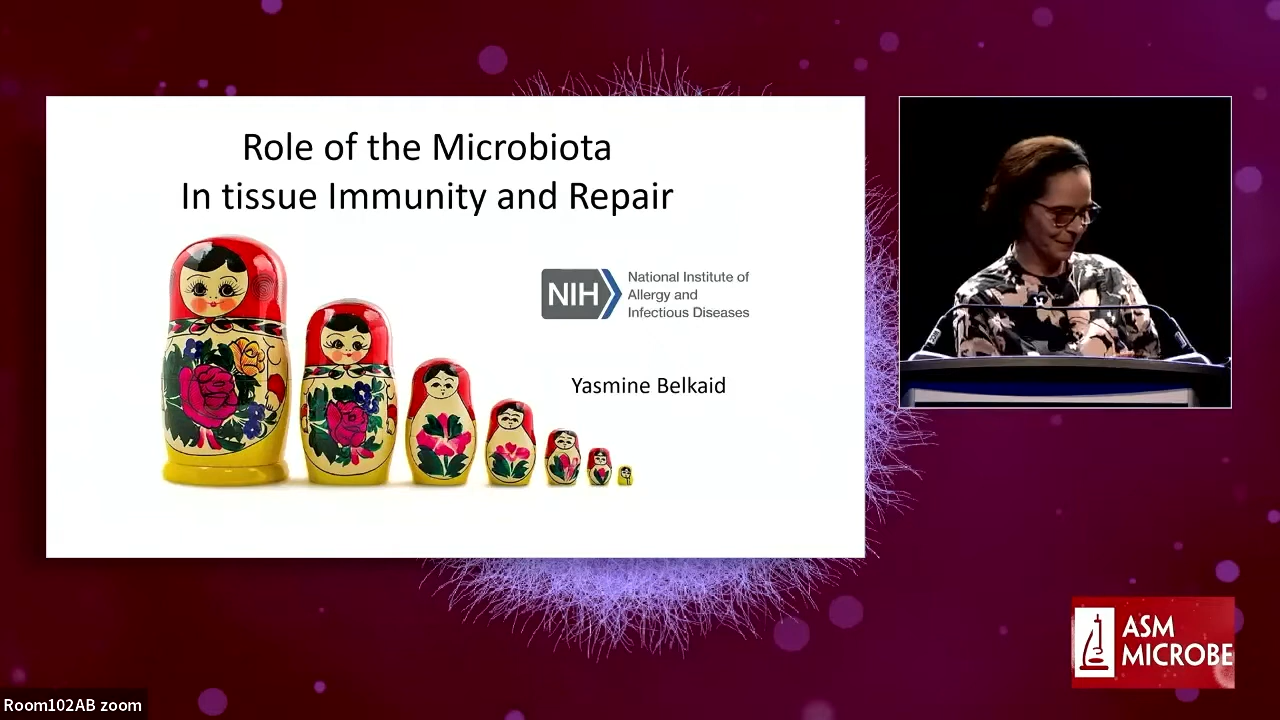 Role of the Microbiota
In tissue Immunity and Repair
NIH
National Institute of
Allergy and
Infectious Diseases
Yasmine Belkaid
ASM
MICROBE
Room102AB zoom